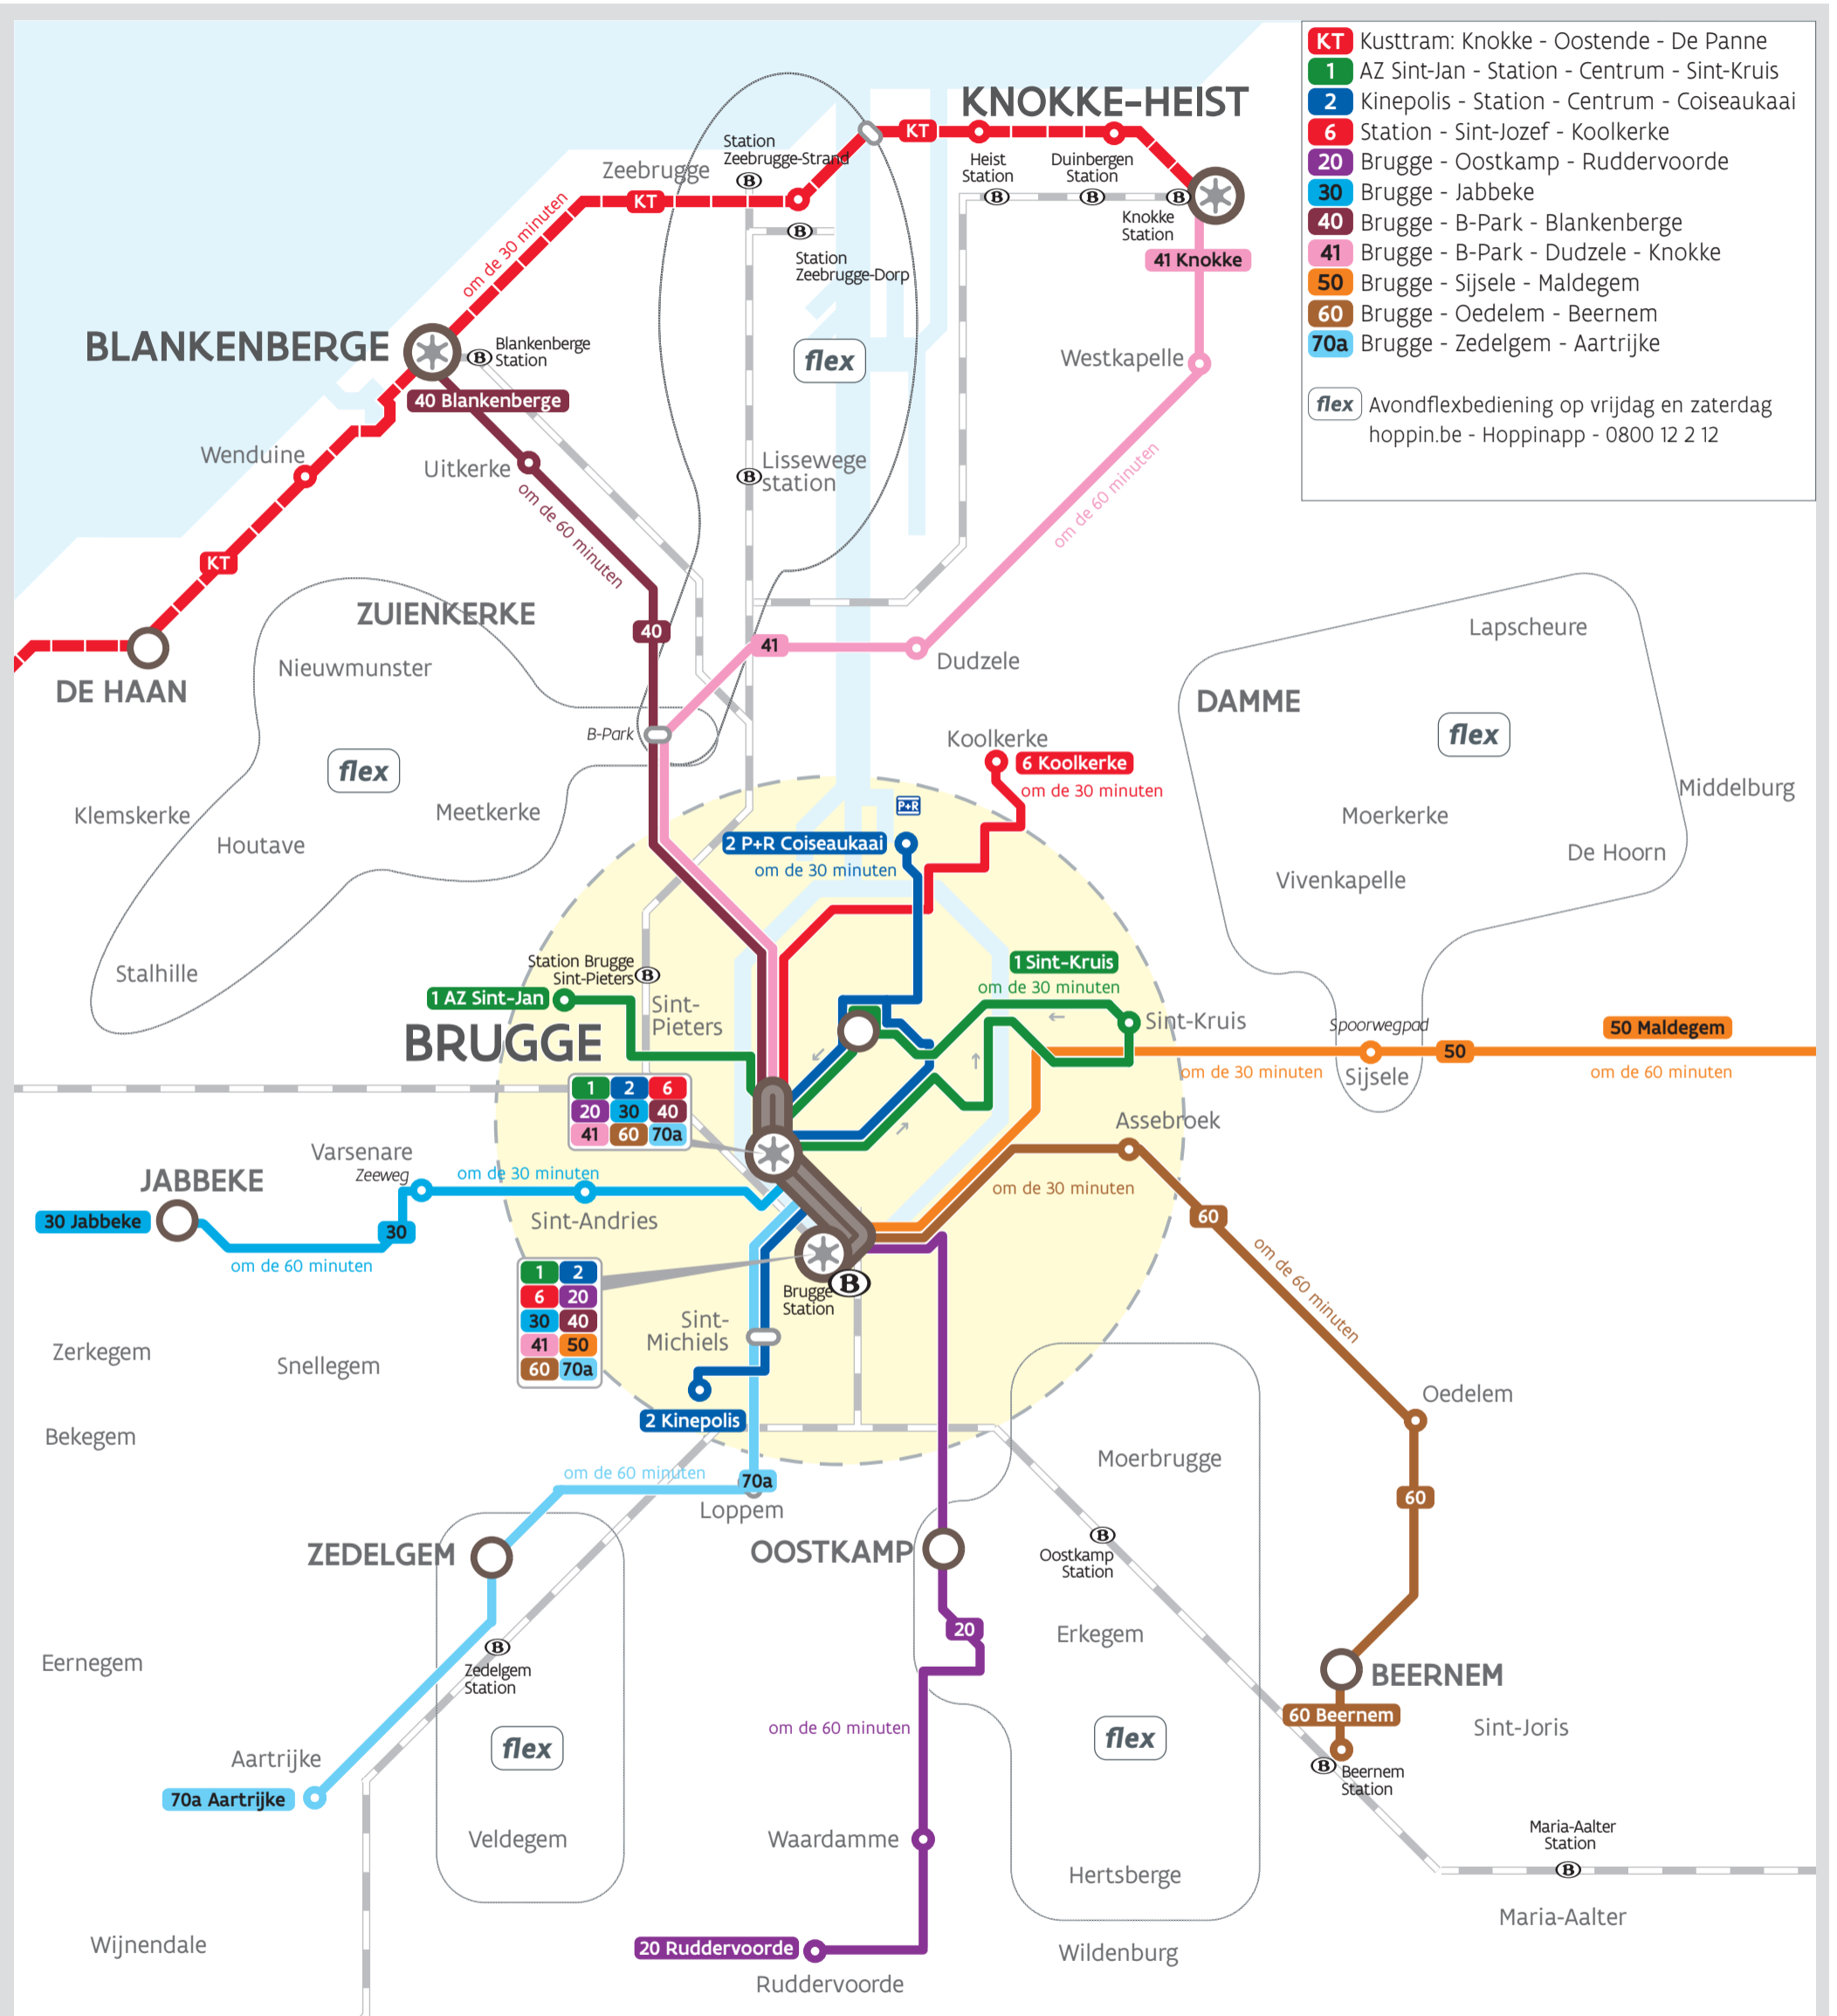 KT Kusttram: Knokke - Oostende - De Panne
1 AZ Sint-Jan - Station - Centrum - Sint-Kruis
2 Kinepolis - Station - Centrum - Coiseaukaai
6 Station - Sint-Jozef - Koolkerke
20 Brugge - Oostkamp - Ruddervoorde
30 Brugge - Jabbeke
40 Brugge - B-Park - Blankenberge
41 Brugge - B-Park - Dudzele - Knokke
50 Brugge - Sijsele - Maldegem
60 Brugge - Oedelem - Beernem
70a Brugge - Zedelgem - Aartrijke
flex Avondflexbediening op vrijdag en zaterdag
hoppin.be - Hoppinapp - 0800 12 2 12
KNOKKE-HEIST
KT
Station
Zeebrugge-Strand
B
Heist
Station
B
Duinbergen
Station
B
Zeebrugge
KT
om de 30 minuten
Knokke
Station
B
B
Station
Zeebrugge-Dorp
41 Knokke
BLANKENBERGE
B
Blankenberge
Station
flex
Westkapelle
40 Blankenberge
Wenduine
Uitkerke
om de 60 minuten
B
Lissewege
station
om de 60 minuten
KT
ZUIENKERKE
Nieuwmunster
40
41
Dudzele
DE HAAN
Lapscheure
DAMME
flex
B-Park
Koolkerke
6 Koolkerke
om de 30 minuten
flex
Middelburg
Klemskerke
Meetkerke
Houtave
P+R
2 P+R Coiseaukaai
om de 30 minuten
Moerkerke
De Hoorn
Vivenkapelle
Stalhille
Station Brugge
Sint-Pieters
B
1 Sint-Kruis
om de 30 minuten
1 AZ Sint-Jan
Sint-
Pieters
BRUGGE
Sint-Kruis
Spoorwegpad
50 Maldegem
50
om de 30 minuten
Sijsele
om de 60 minuten
1 2 6
20 30 40
41 60 70a
Assebroek
Varsenare
Zeeweg
om de 30 minuten
JABBEKE
30 Jabbeke
30
om de 60 minuten
Sint-Andries
om de 30 minuten
60
om de 60 minuten
1 2
6 20
30 40
41 50
60 70a
Brugge
Station
B
Sint-
Michiels
Zerkegem
Snellegem
2 Kinepolis
Oedelem
Bekegem
Moerbrugge
om de 60 minuten
70a
Loppem
60
ZEDELGEM
OOSTKAMP
B
Oostkamp
Station
20
Erkegem
Eernegem
B
Zedelgem
Station
BEERNEM
60 Beernem
Sint-Joris
om de 60 minuten
flex
flex
B
Beernem
Station
Aartrijke
70a Aartrijke
Veldegem
Waardamme
Maria-Aalter
Station
B
Hertsberge
Maria-Aalter
Wijnendale
20 Ruddervoorde
Wildenburg
Ruddervoorde